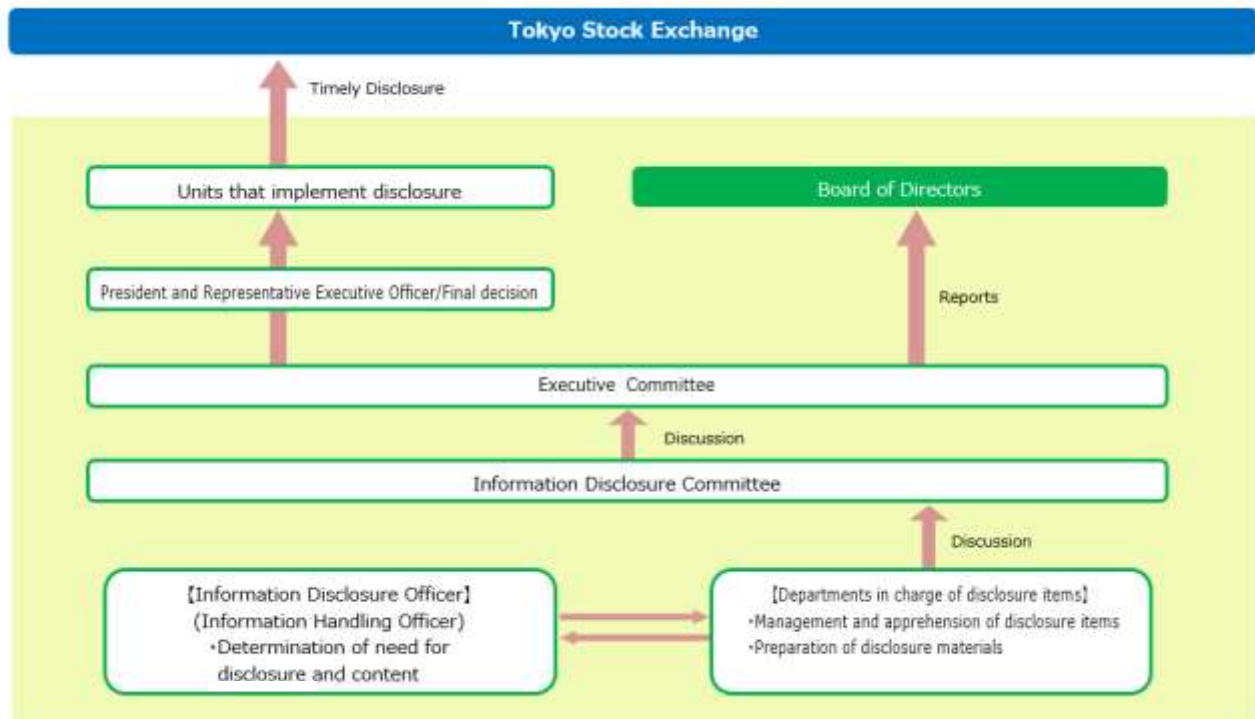 Tokyo Stock Exchange
Timely Disclosure
Units that implement disclosure
Board of Directors
President and Representative Executive Officer/Final decision
Reports
Executive Committee
Discussion
Information Disclosure Committee
Discussion
【Information Disclosure Officer】
(Information Handling Officer)
・Determination of need for
disclosure and content
【Departments in charge of disclosure items】
・Management and apprehension of disclosure items
・Preparation of disclosure materials